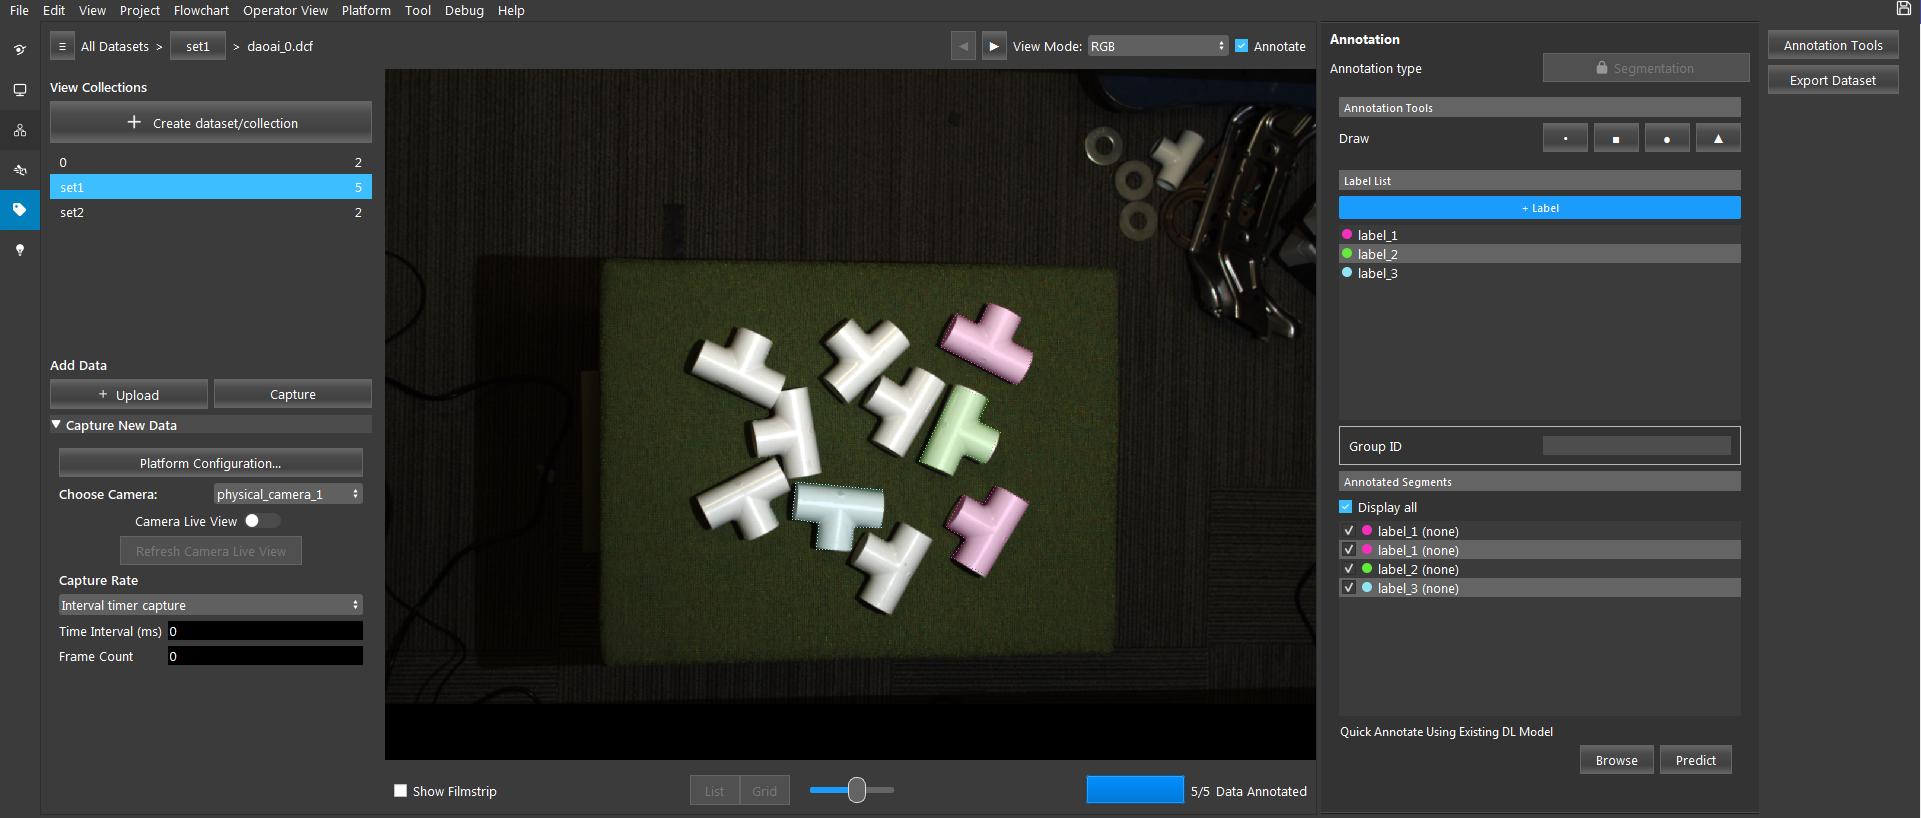 File Edit View Project Flowchart Operator View Platform Tool Debug Help
All Datasets > set1 > daoai_0.dcf
View Mode: RGB Annotate
View Collections
+ Create dataset/collection
0 2
set1 5
set2 2
Add Data
+ Upload Capture
Capture New Data
Platform Configuration...
Choose Camera: physical_camera_1
Camera Live View
Refresh Camera Live View
Capture Rate
Interval timer capture
Time Interval (ms) 0
Frame Count 0
Show Filmstrip List Grid 5/5 Data Annotated
Annotation
Annotation type Segmentation
Annotation Tools
Draw
Label List
+ Label
label_1
label_2
label_3
Group ID
Annotated Segments
Display all
label_1 (none)
label_1 (none)
label_2 (none)
label_3 (none)
Quick Annotate Using Existing DL Model
Browse Predict
Annotation Tools
Export Dataset